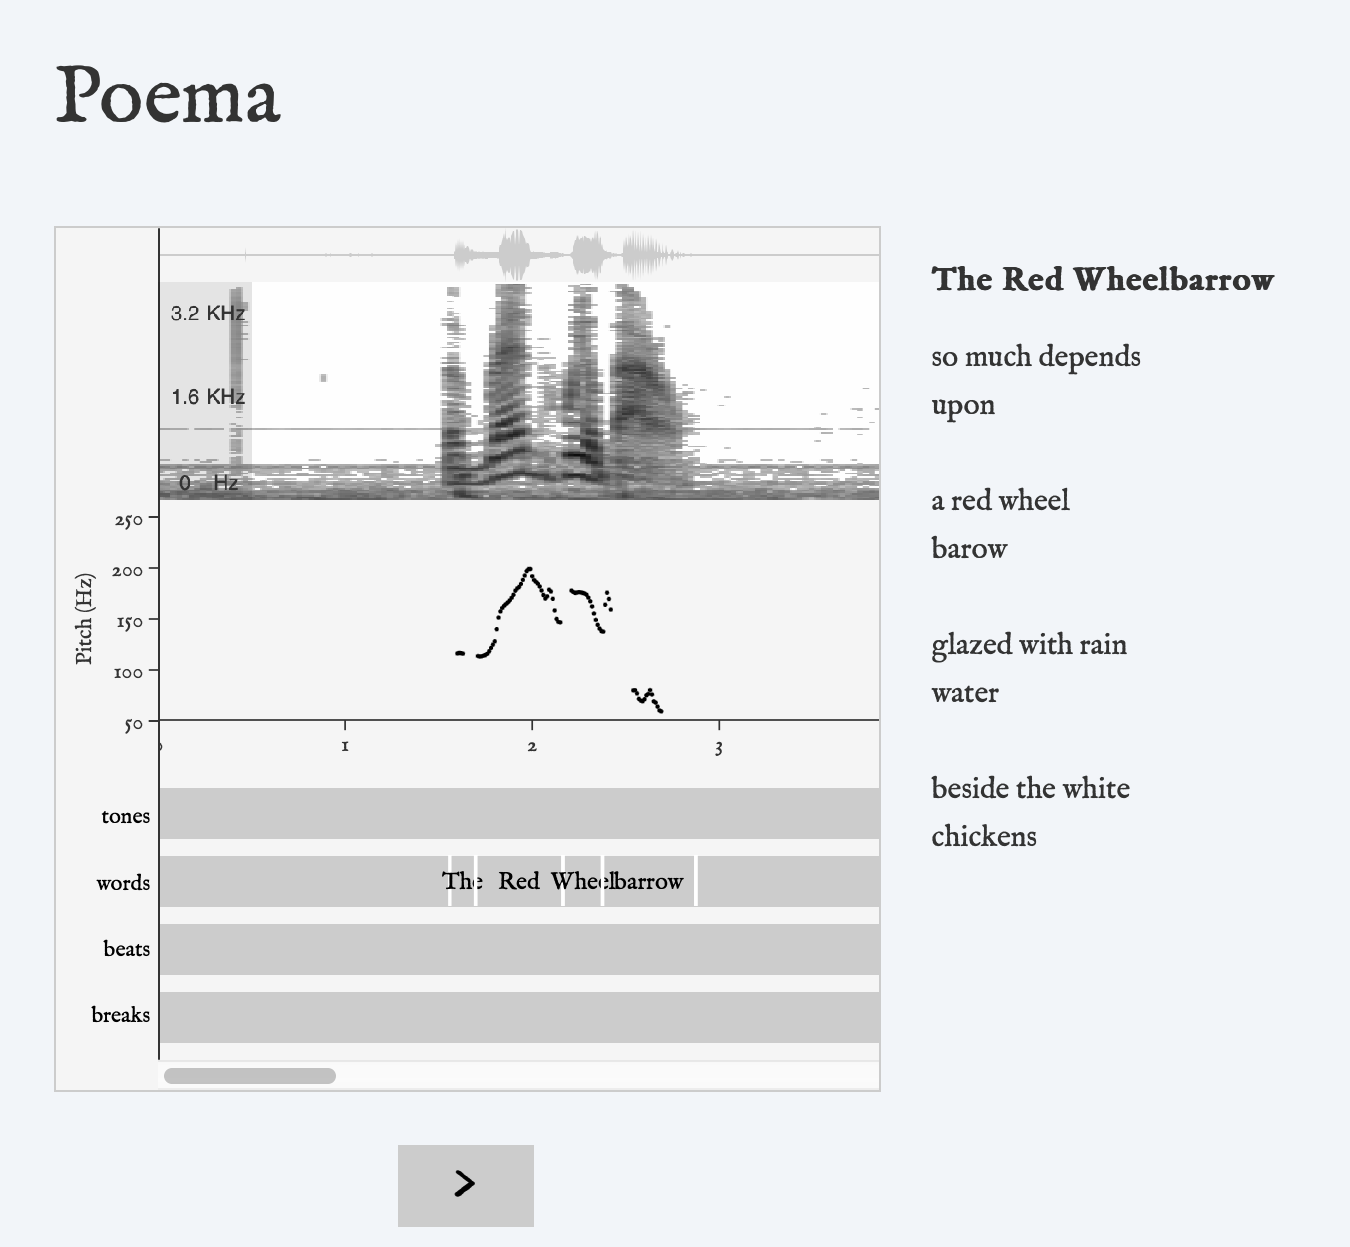 Poema
3.2 KHz
1.6 KHz
0 Hz
Pitch (Hz)
250
200
150
100
50
1
2
3
tones
words
The Red Wheelbarrow
beats
breaks
>
The Red Wheelbarrow
so much depends
upon
a red wheel
barow
glazed with rain
water
beside the white
chickens